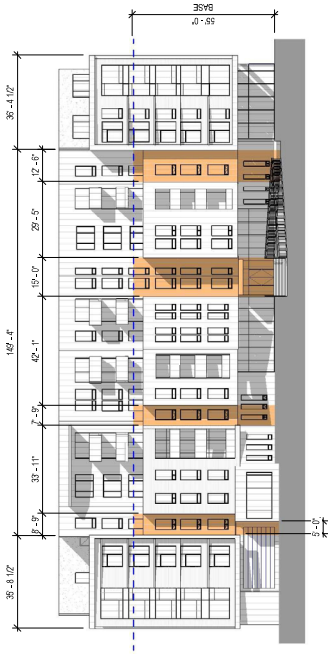 35' - 8 1/2"
149' - 4"
36' - 4 1/2"
8' - 9"
33' - 11"
7' - 9"
42' - 1"
15' - 0"
29' - 5"
12' - 6"
BASE
55' - 0"
5' - 0"